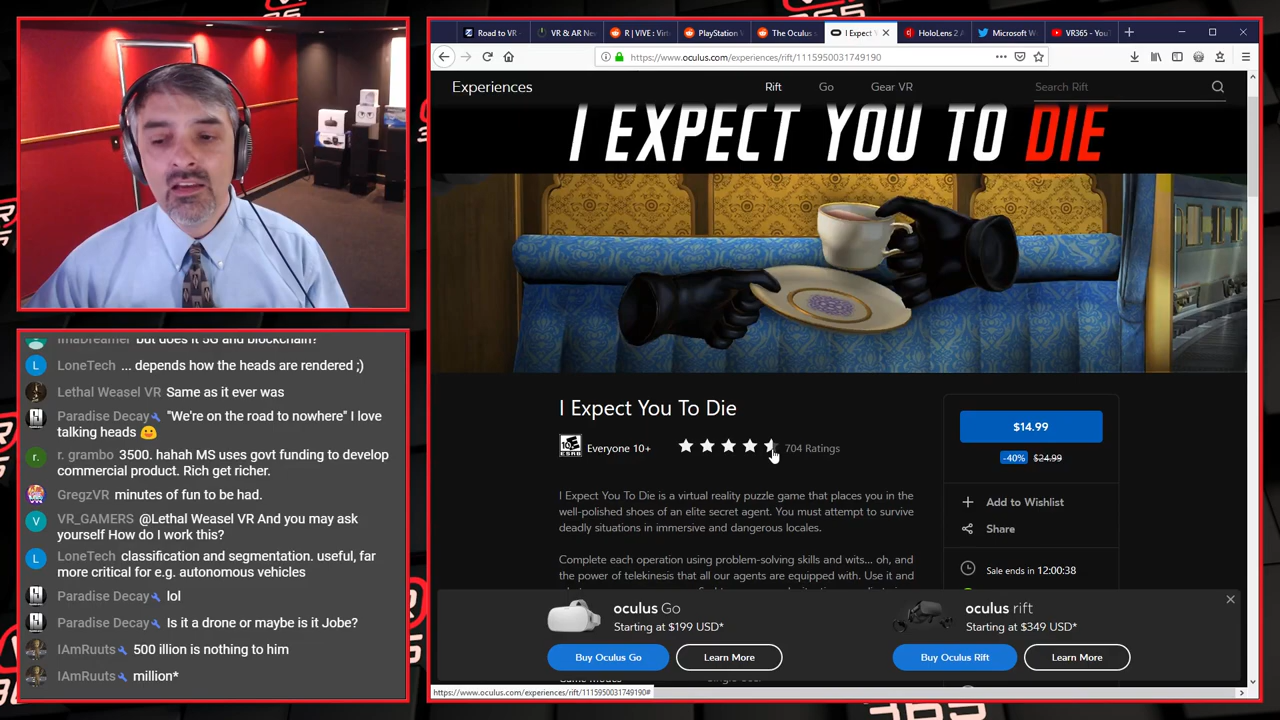 Road to VR -
VR & AR Ne
R | VIVE : Virtu
PlayStation V
The Oculus s
I Expect Y
HoloLens 2 A
Microsoft W
VR365 - You
https://www.oculus.com/experiences/rift/1115950031749190
Experiences
Rift
Go
Gear VR
Search Rift
I EXPECT YOU TO DIE
I Expect You To Die
Everyone 10+
704 Ratings
$14.99
-40% $24.99
I Expect You To Die is a virtual reality puzzle game that places you in the
well-polished shoes of an elite secret agent. You must attempt to survive
deadly situations in immersive and dangerous locales.
Complete each operation using problem-solving skills and wits... oh, and
the power of telekinesis that all our agents are equipped with. Use it and
Add to Wishlist
Share
Sale ends in 12:00:38
oculus Go
Starting at $199 USD*
Buy Oculus Go
Learn More
oculus rift
Starting at $349 USD*
Buy Oculus Rift
Learn More
Game Modes
Single User
https://www.oculus.com/experiences/rift/1115950031749190#
ImaDreamer but does it 5G and blockchain?
LoneTech ... depends how the heads are rendered ;)
Lethal Weasel VR Same as it ever was
Paradise Decay "We're on the road to nowhere" I love
talking heads
r. grambo 3500. hahah MS uses govt funding to develop
commercial product. Rich get richer.
GregzVR minutes of fun to be had.
VR_GAMERS @Lethal Weasel VR And you may ask
yourself How do I work this?
LoneTech classification and segmentation. useful, far
more critical for e.g. autonomous vehicles
Paradise Decay lol
Paradise Decay Is it a drone or maybe is it Jobe?
IAmRuuts 500 illion is nothing to him
IAmRuuts million*